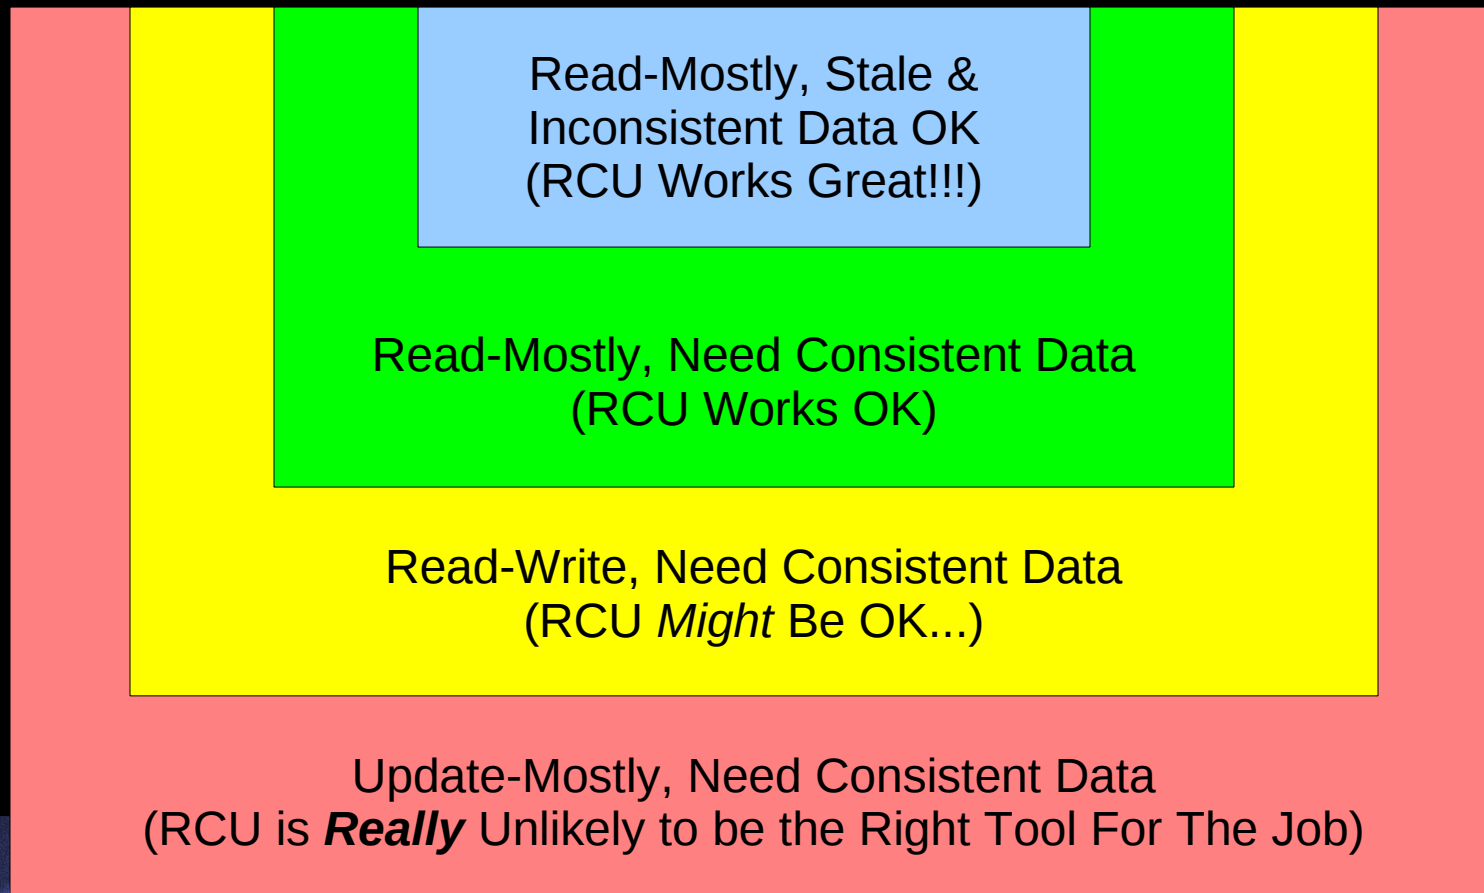 Read-Mostly, Stale &
Inconsistent Data OK
(RCU Works Great!!!)
Read-Mostly, Need Consistent Data
(RCU Works OK)
Read-Write, Need Consistent Data
(RCU Might Be OK...)
Update-Mostly, Need Consistent Data
(RCU is Really Unlikely to be the Right Tool For The Job)